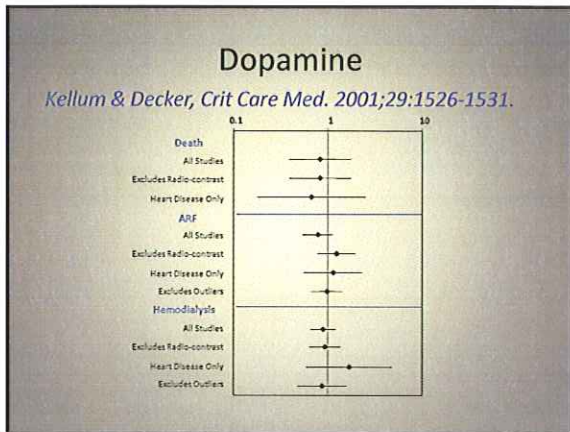 Dopamine
Kellum & Decker, Crit Care Med. 2001;29:1526-1531.
0.1 1 10
Death
All Studies
Excludes Radio-contrast
Heart Disease Only
ARF
All Studies
Excludes Radio-contrast
Heart Disease Only
Excludes Outliers
Hemodialysis
All Studies
Excludes Radio-contrast
Heart Disease Only
Excludes Outliers